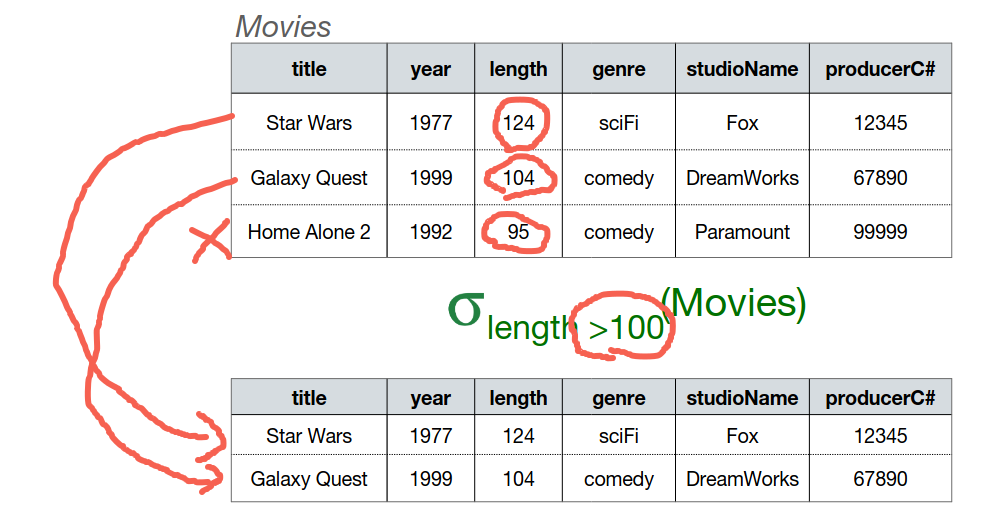 Movies
title year length genre studioName producerC#
Star Wars 1977 124 sciFi Fox 12345
Galaxy Quest 1999 104 comedy DreamWorks 67890
Home Alone 2 1992 95 comedy Paramount 99999
σ length >100 (Movies)
title year length genre studioName producerC#
Star Wars 1977 124 sciFi Fox 12345
Galaxy Quest 1999 104 comedy DreamWorks 67890